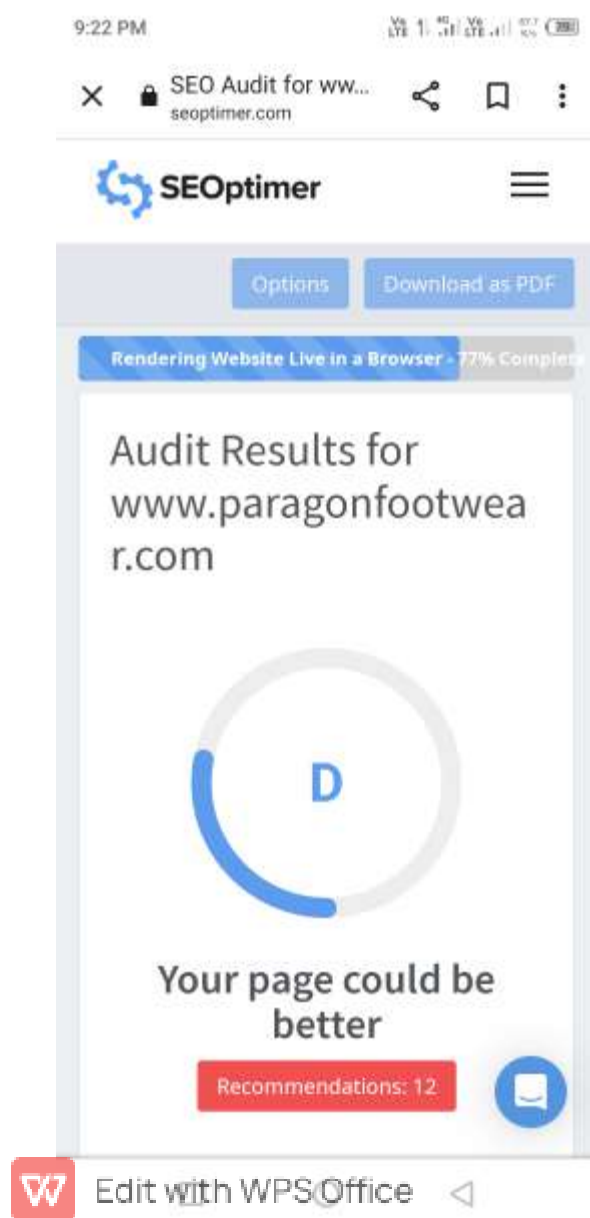 9:22 PM
SEO Audit for ww...
seoptimer.com
SEOptimer
Options
Download as PDF
Rendering Website Live in a Browser - 77% Complete
Audit Results for
www.paragonfootwea
r.com
D
Your page could be
better
Recommendations: 12
Edit with WPS Office